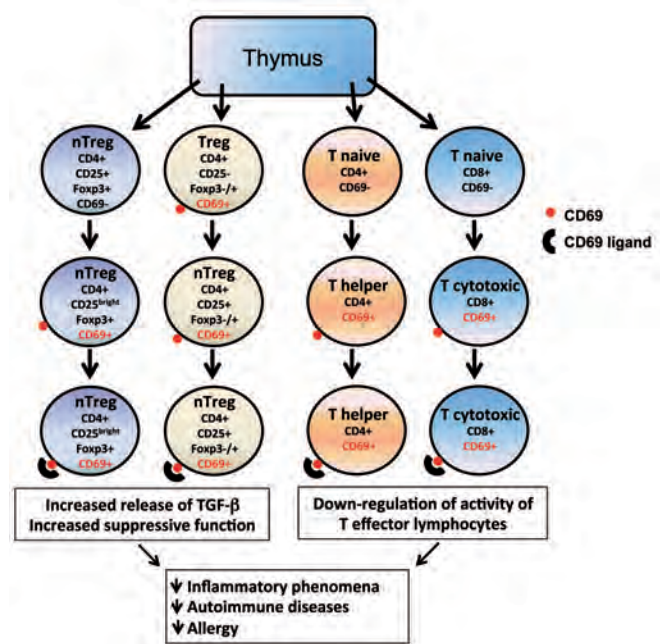 Thymus
nTreg
CD4+
CD25+
Foxp3+
CD69-
Treg
CD4+
CD25-
Foxp3-/+
CD69+
T naive
CD4+
CD69-
T naive
CD8+
CD69-
CD69
CD69 ligand
nTreg
CD4+
CD25bright
Foxp3+
CD69+
nTreg
CD4+
CD25+
Foxp3-/+
CD69+
T helper
CD4+
CD69+
T cytotoxic
CD8+
CD69+
nTreg
CD4+
CD25bright
Foxp3+
CD69+
nTreg
CD4+
CD25+
Foxp3-/+
CD69+
T helper
CD4+
CD69+
T cytotoxic
CD8+
CD69+
Increased release of TGF-β
Increased suppressive function
Down-regulation of activity of
T effector lymphocytes
Inflammatory phenomena
Autoimmune diseases
Allergy